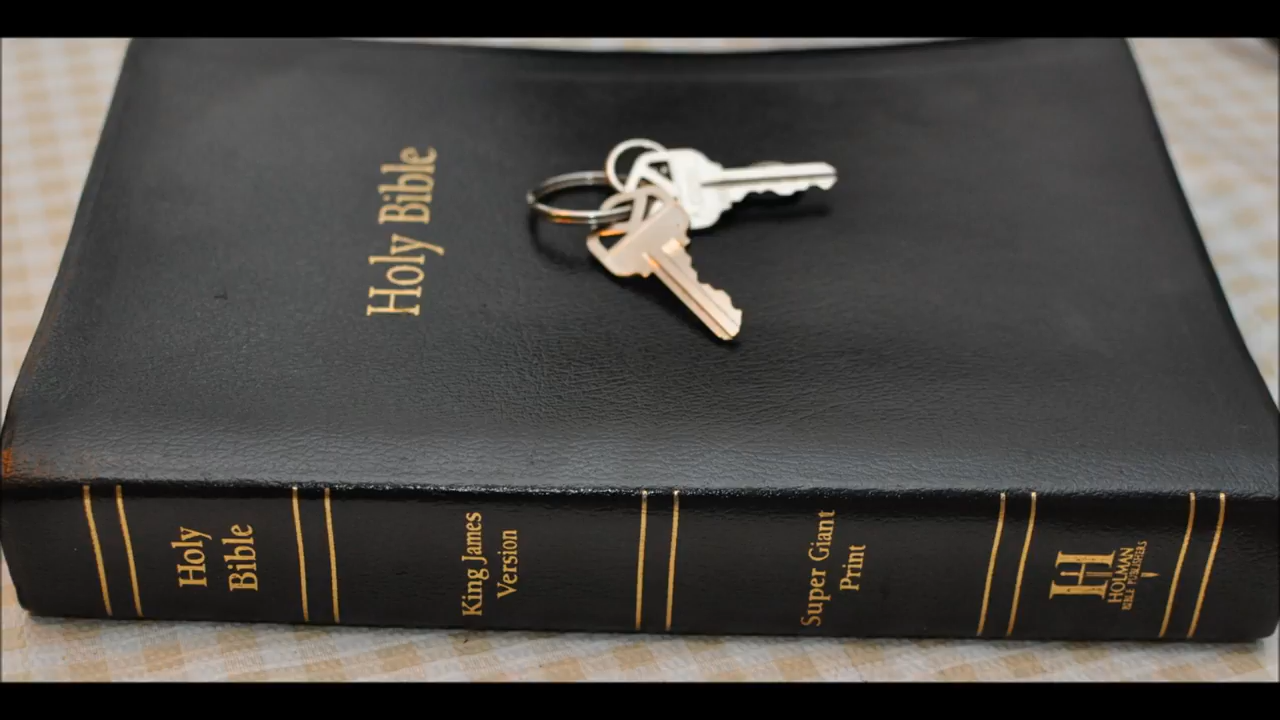 Holy Bible
Holy
Bible
King James
Version
Super Giant
Print
HOLMAN
BIBLE PUBLISHERS